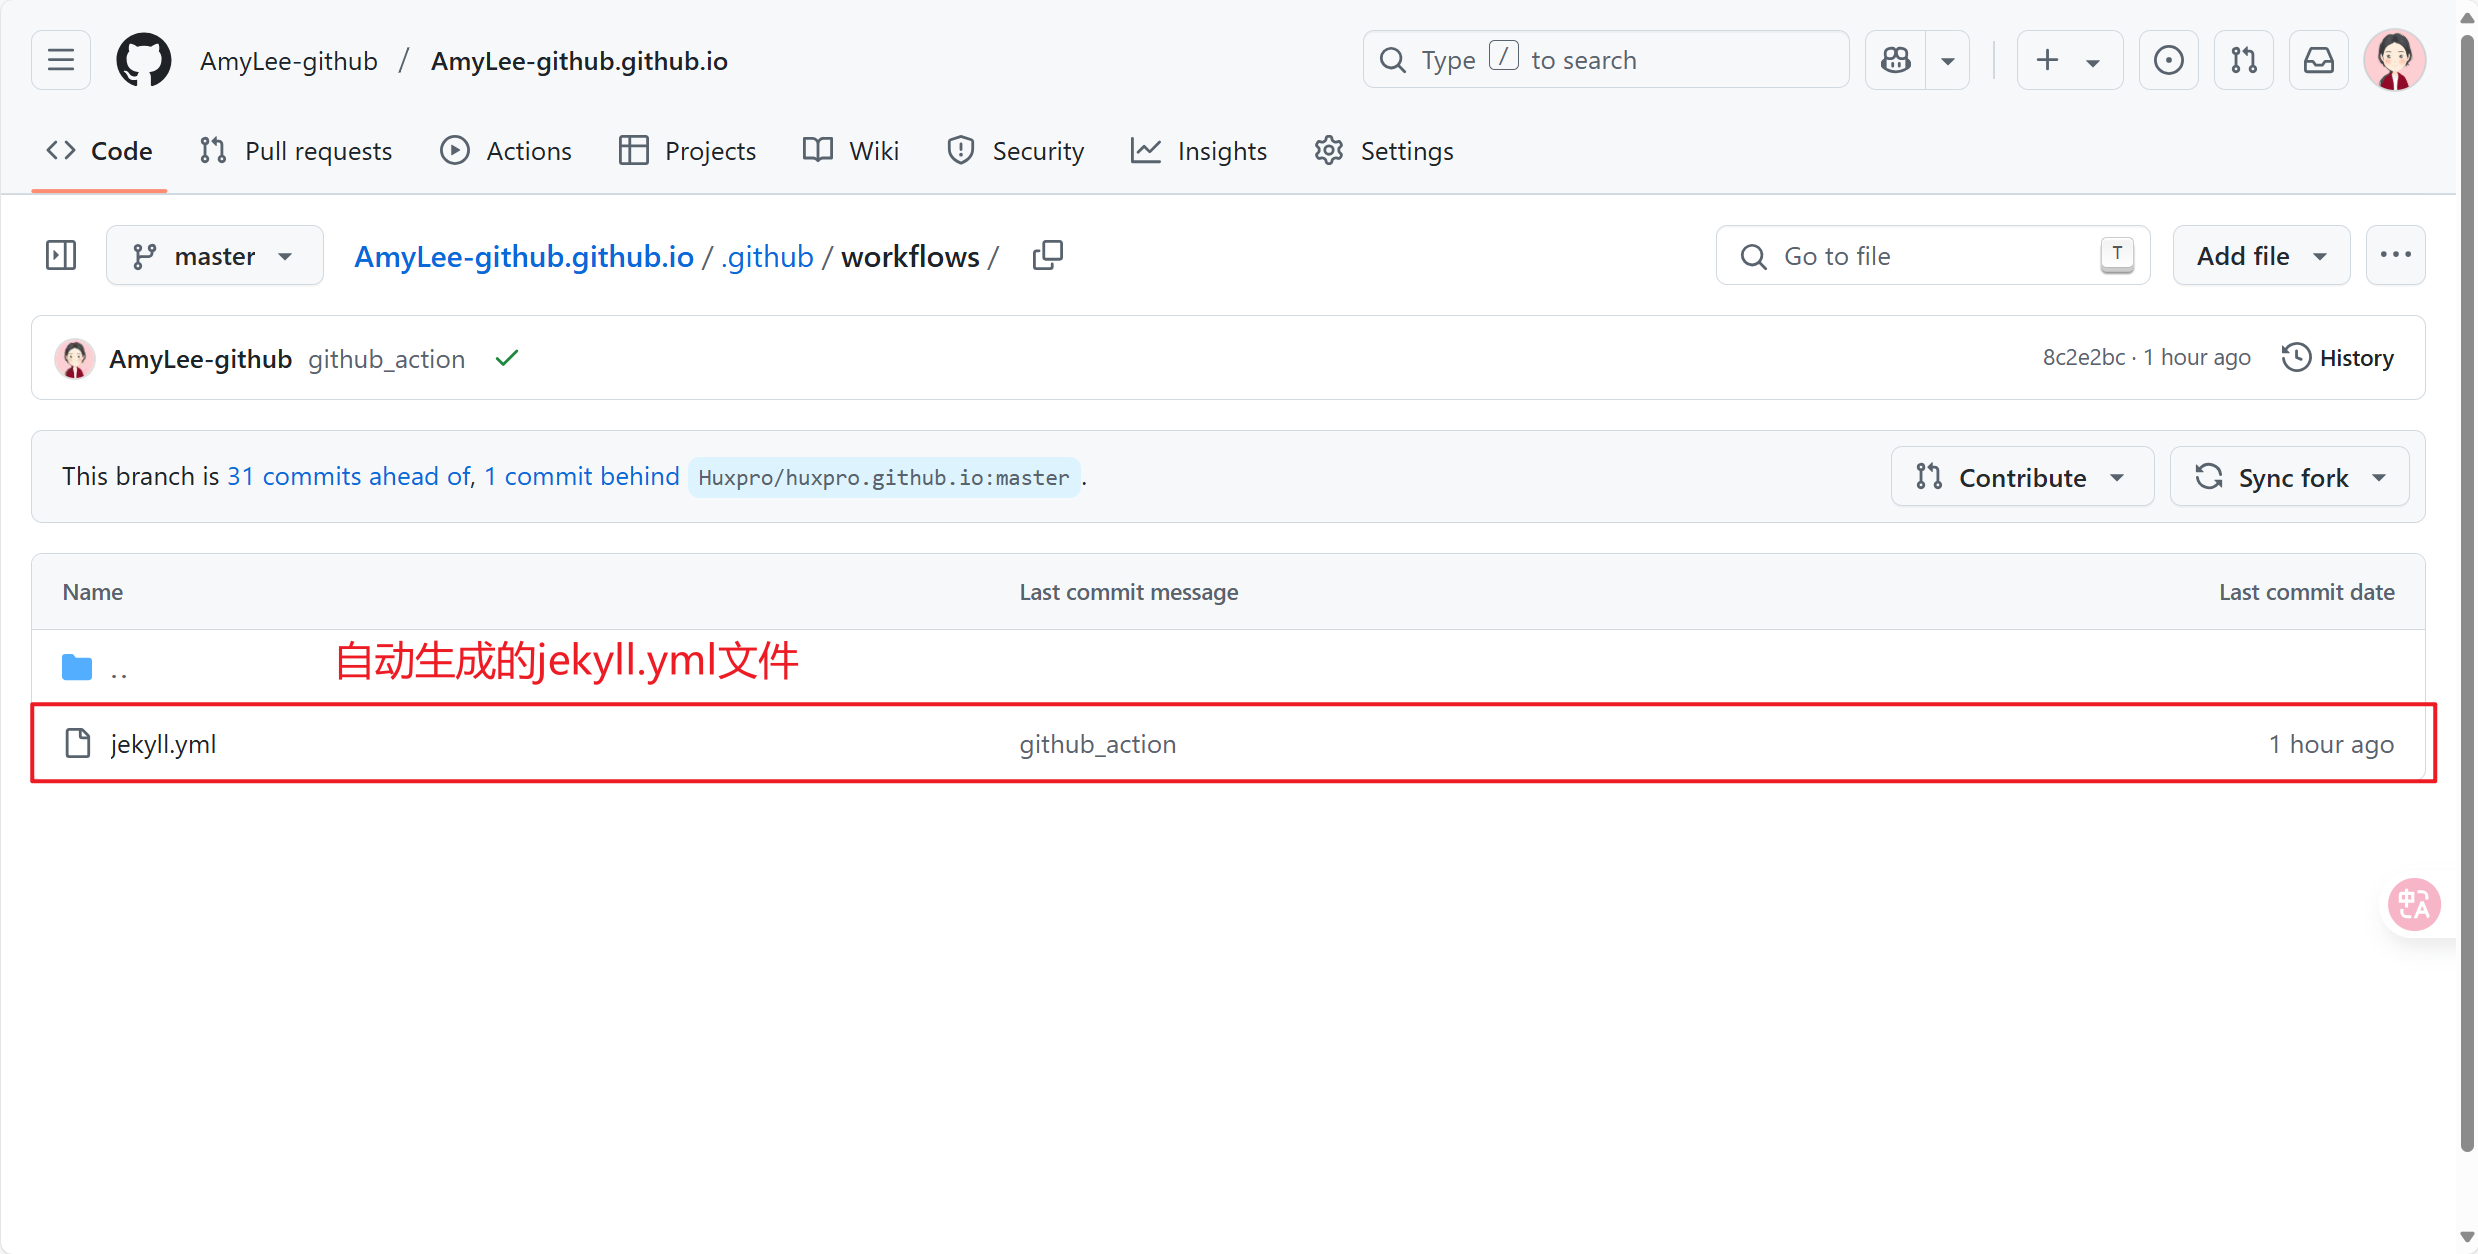 AmyLee-github / AmyLee-github.github.io
Type / to search
Code Pull requests Actions Projects Wiki Security Insights Settings
master AmyLee-github.github.io / .github / workflows /
Go to file T Add file
AmyLee-github github_action 8c2e2bc · 1 hour ago History
This branch is 31 commits ahead of, 1 commit behind Huxpro/huxpro.github.io:master .
Contribute Sync fork
Name Last commit message Last commit date
..
自动生成的jekyll.yml文件
jekyll.yml github_action 1 hour ago
中A